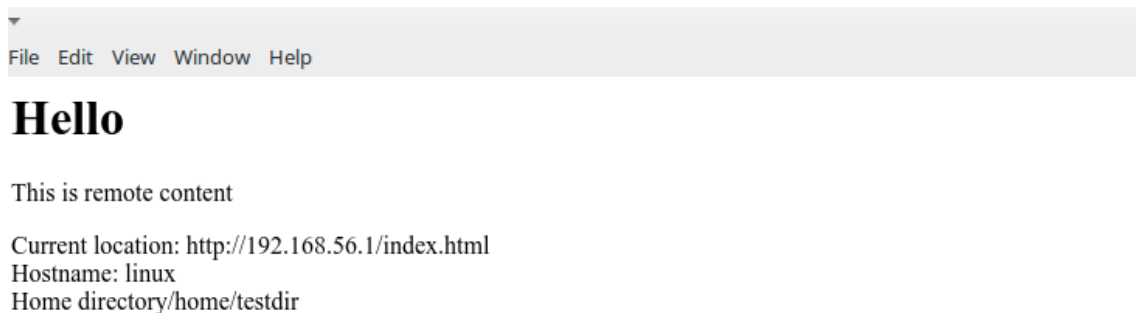 File Edit View Window Help
Hello
This is remote content
Current location: http://192.168.56.1/index.html
Hostname: linux
Home directory/home/testdir